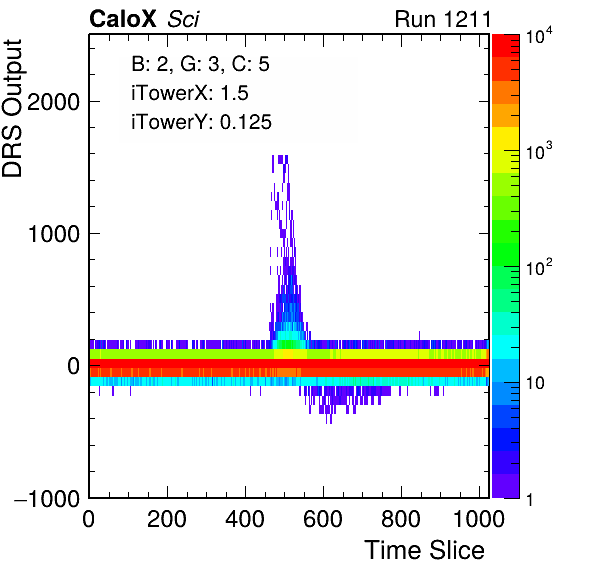 CaloX Sci
Run 1211
B: 2, G: 3, C: 5
iTowerX: 1.5
iTowerY: 0.125
DRS Output
2000
1000
0
−1000
0 200 400 600 800 1000
Time Slice
10⁴
10³
10²
10
1